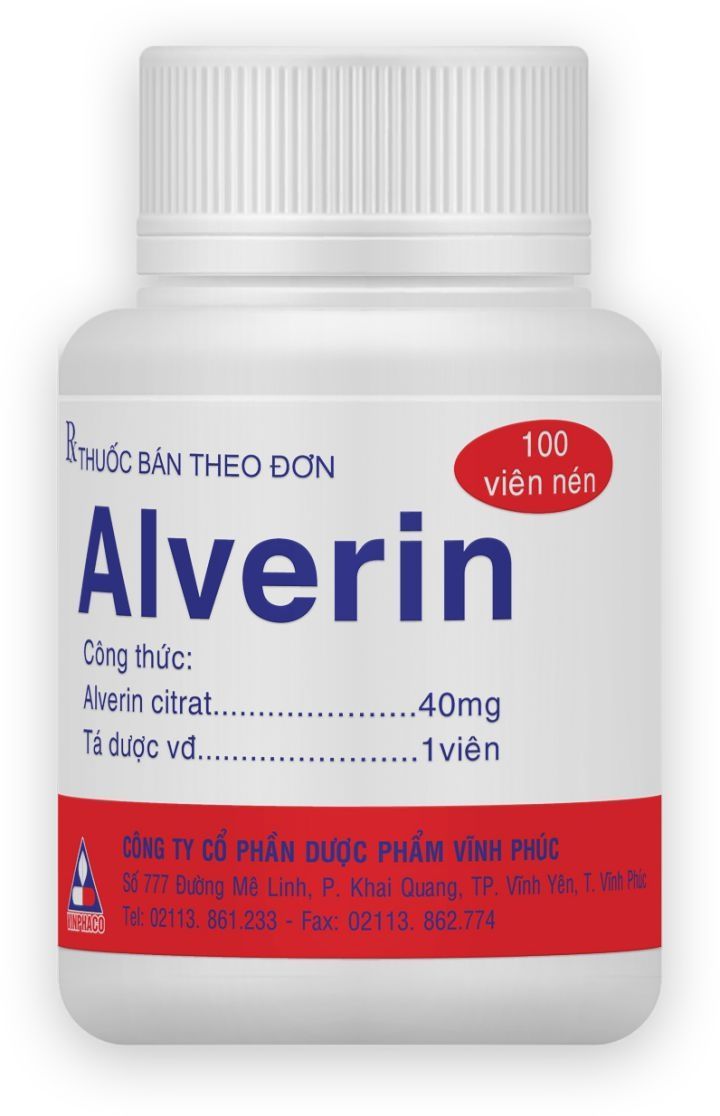 Rx THUỐC BÁN THEO ĐƠN
100
viên nén
Alverin
Công thức:
Alverin citrat......................40mg
Tá dược vđ.........................1viên
CÔNG TY CỔ PHẦN DƯỢC PHẨM VĨNH PHÚC
Số 777 Đường Mê Linh, P. Khai Quang, TP. Vĩnh Yên, T. Vĩnh Phúc
Tel: 02113. 861.233 - Fax: 02113. 862.774
VINPHACO